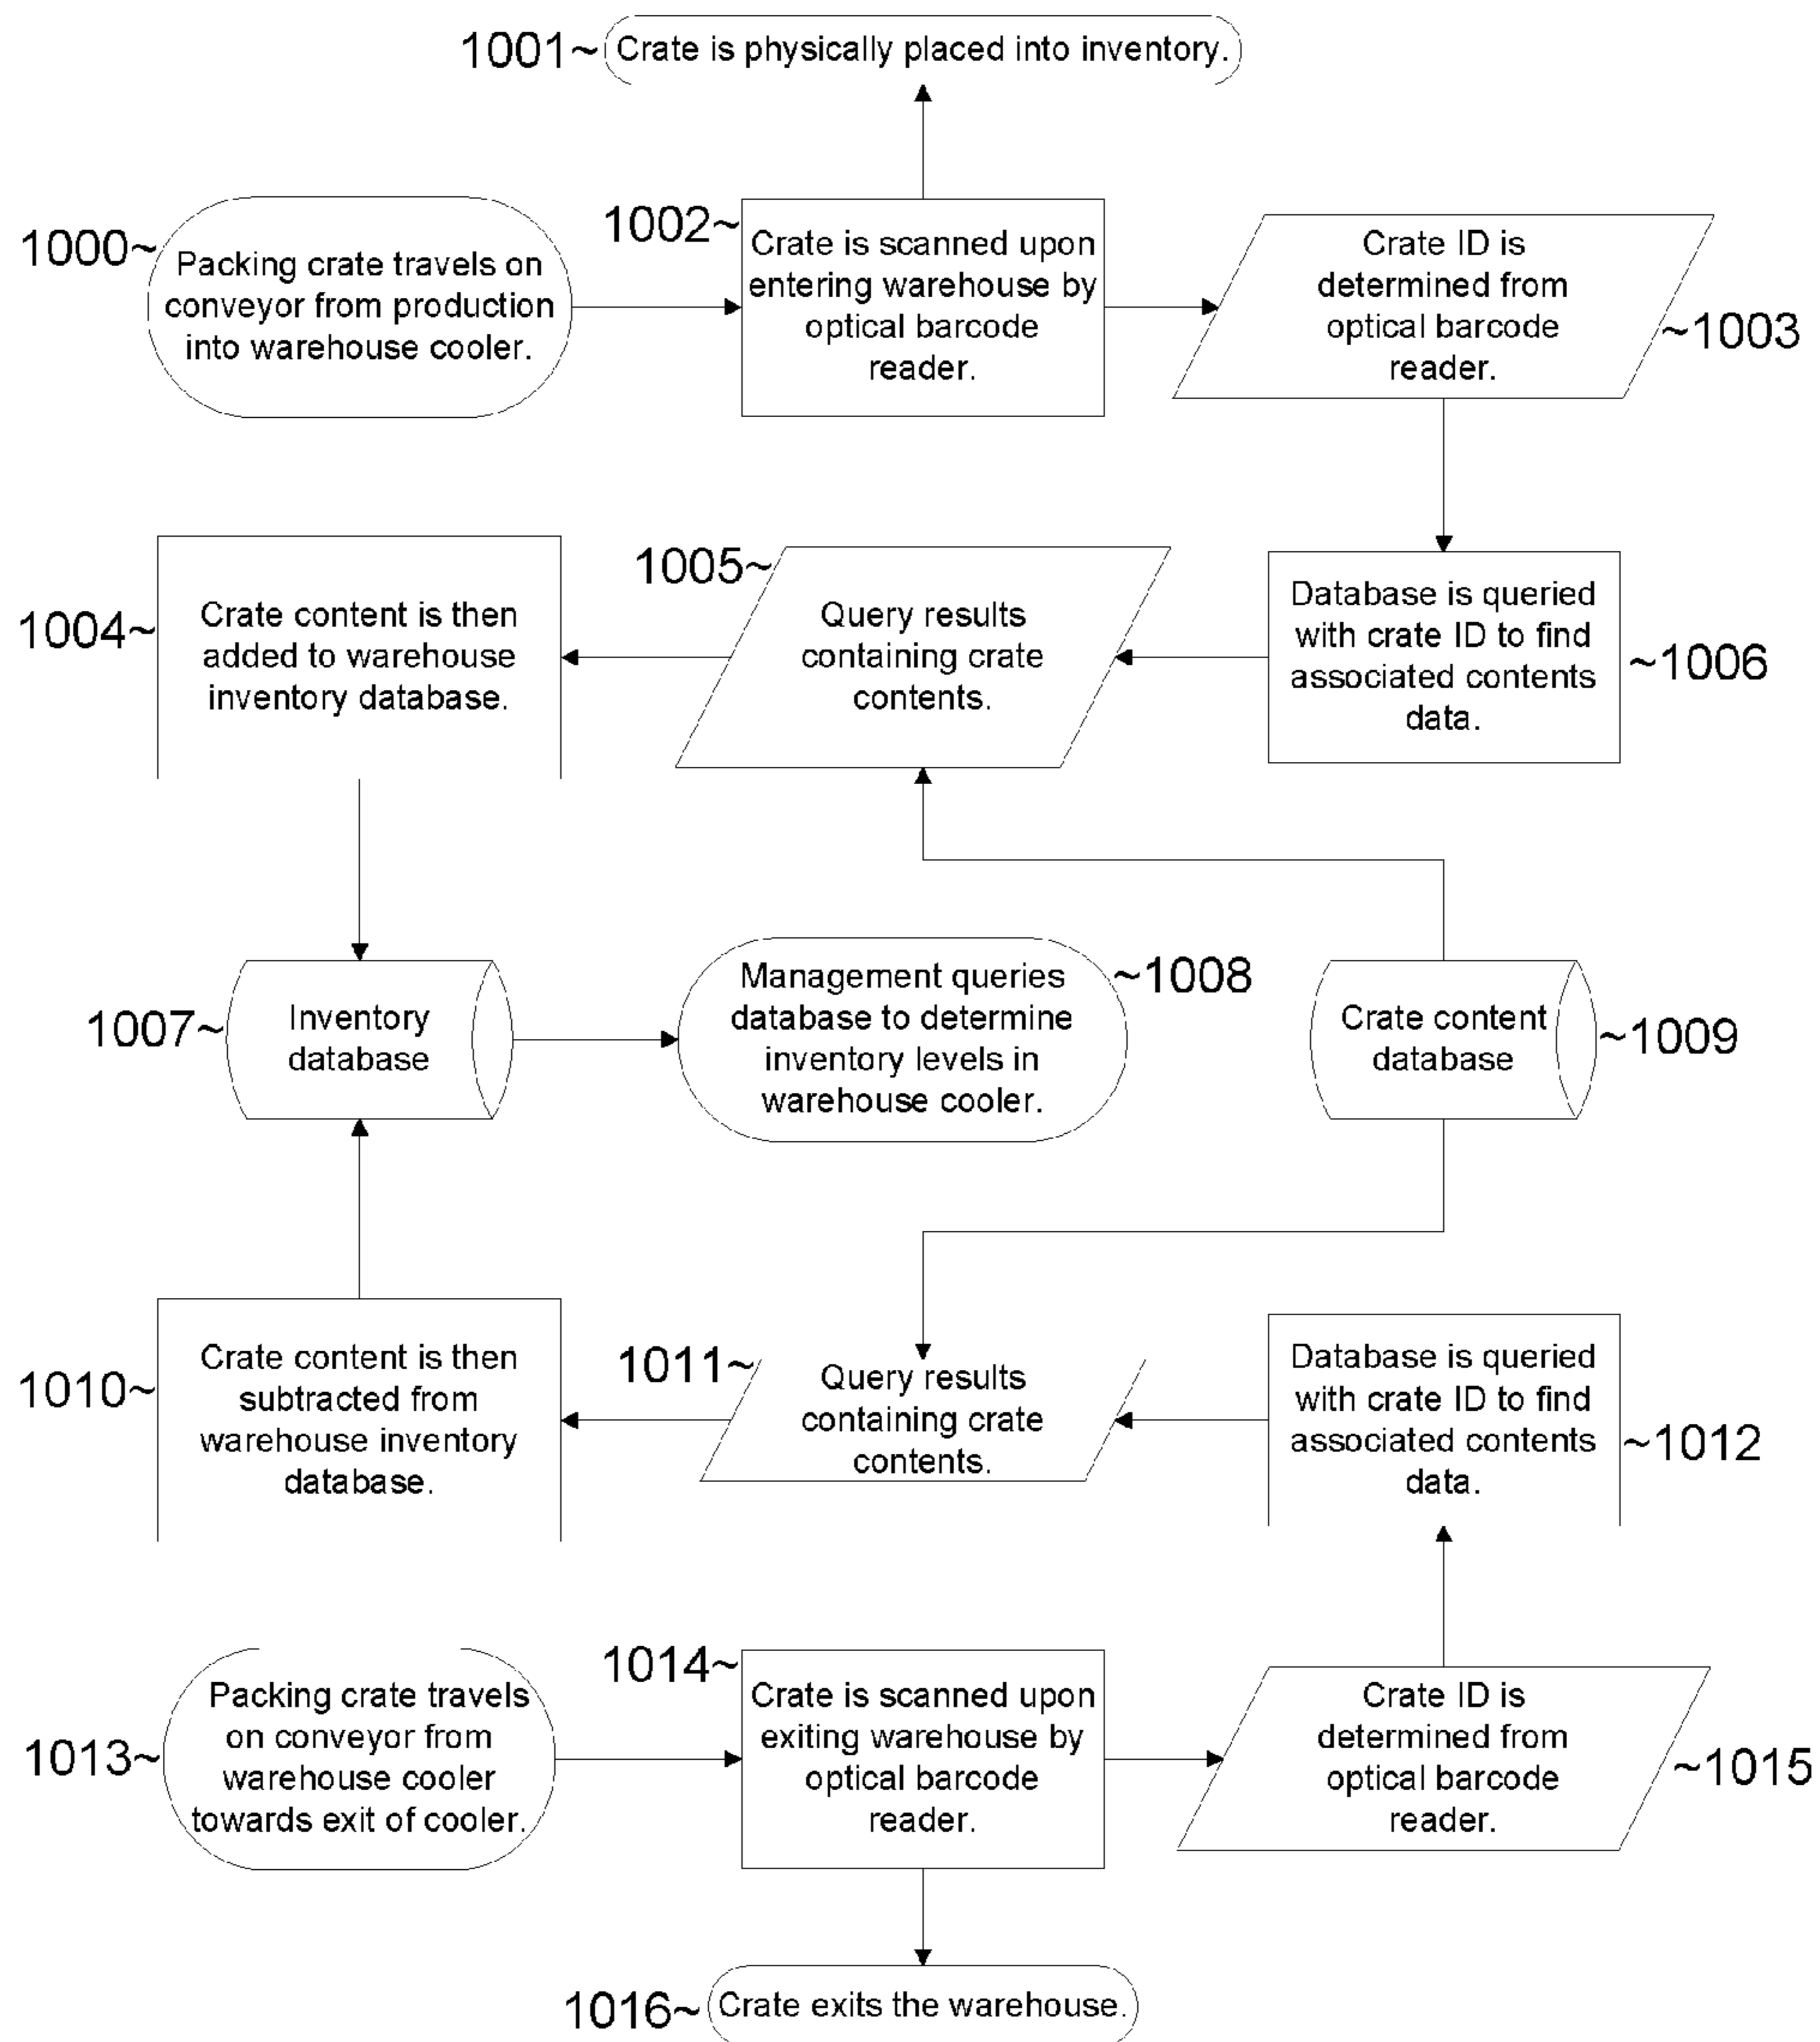 1001~
Crate is physically placed into inventory.
1000~
Packing crate travels on
conveyor from production
into warehouse cooler.
1002~
Crate is scanned upon
entering warehouse by
optical barcode
reader.
Crate ID is
determined from
optical barcode
reader.
~1003
1004~
Crate content is then
added to warehouse
inventory database.
1005~
Query results
containing crate
contents.
Database is queried
with crate ID to find
associated contents
data.
~1006
1007~
Inventory
database
Management queries
database to determine
inventory levels in
warehouse cooler.
~1008
Crate content
database
~1009
1010~
Crate content is then
subtracted from
warehouse inventory
database.
1011~
Query results
containing crate
contents.
Database is queried
with crate ID to find
associated contents
data.
~1012
1013~
Packing crate travels
on conveyor from
warehouse cooler
towards exit of cooler.
1014~
Crate is scanned upon
exiting warehouse by
optical barcode
reader.
Crate ID is
determined from
optical barcode
reader.
~1015
1016~
Crate exits the warehouse.